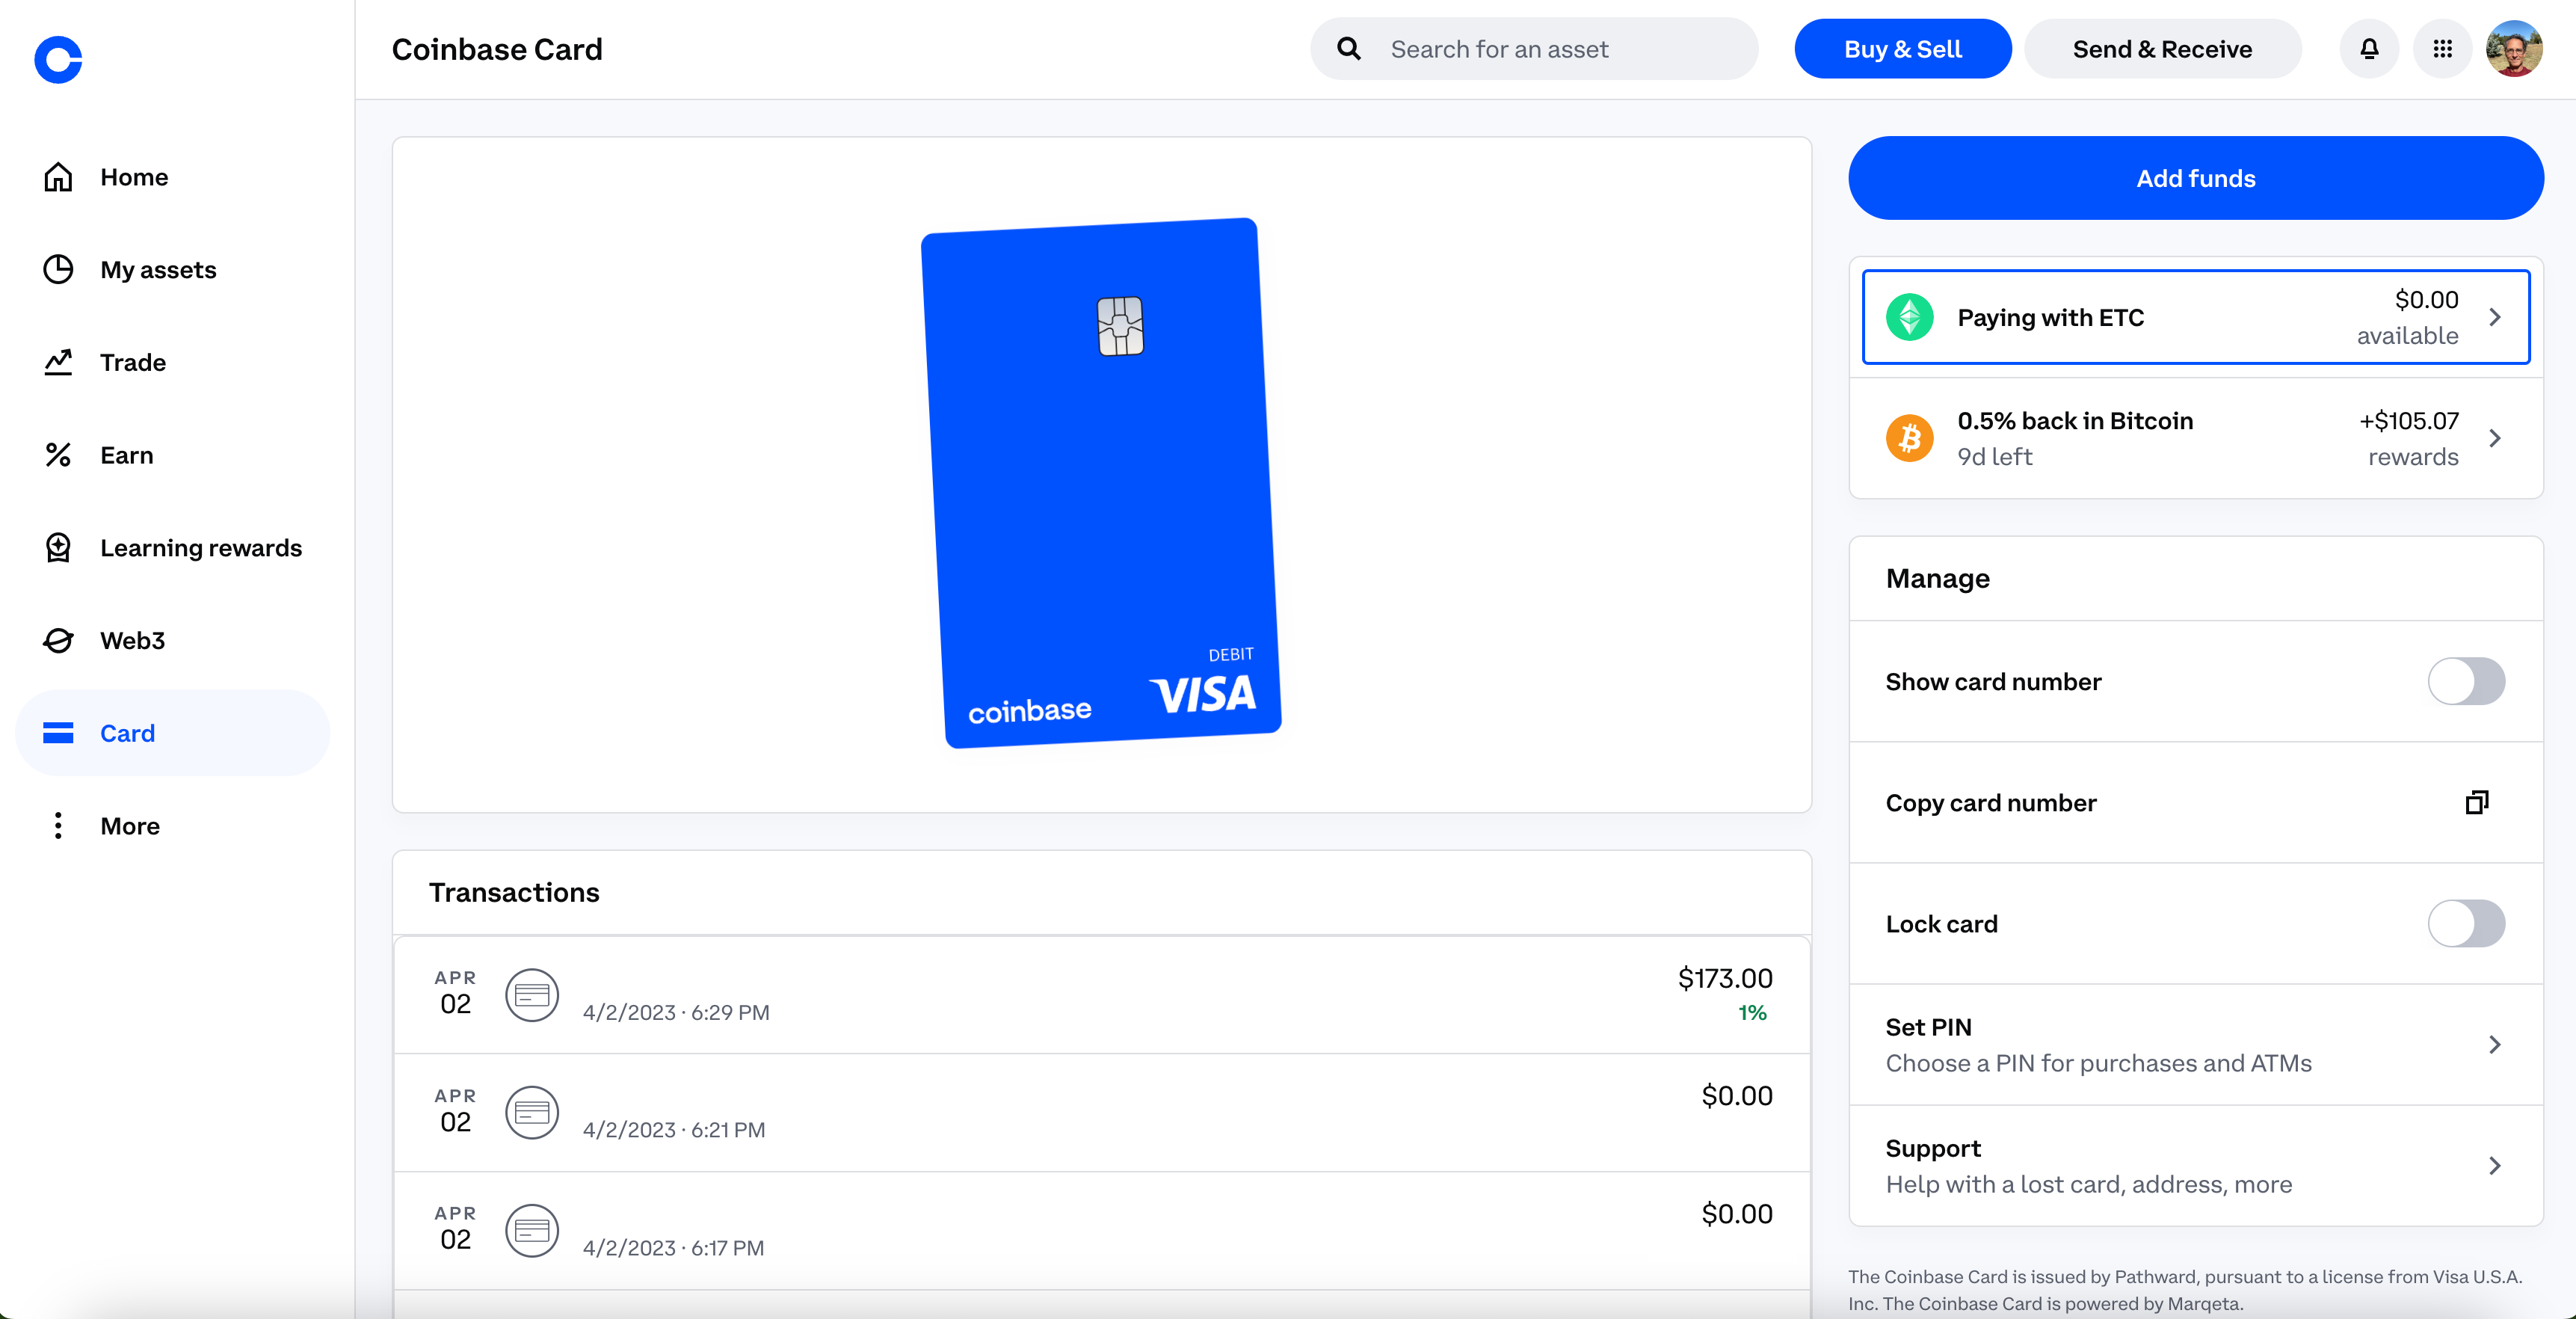 Coinbase Card
Search for an asset
Buy & Sell
Send & Receive
Home
My assets
Trade
Earn
Learning rewards
Web3
Card
More
DEBIT
VISA
coinbase
Transactions
APR
02
4/2/2023 · 6:29 PM
$173.00
1%
APR
02
4/2/2023 · 6:21 PM
$0.00
APR
02
4/2/2023 · 6:17 PM
$0.00
Add funds
Paying with ETC
$0.00
available
0.5% back in Bitcoin
9d left
+$105.07
rewards
Manage
Show card number
Copy card number
Lock card
Set PIN
Choose a PIN for purchases and ATMs
Support
Help with a lost card, address, more
The Coinbase Card is issued by Pathward, pursuant to a license from Visa U.S.A.
Inc. The Coinbase Card is powered by Marqeta.